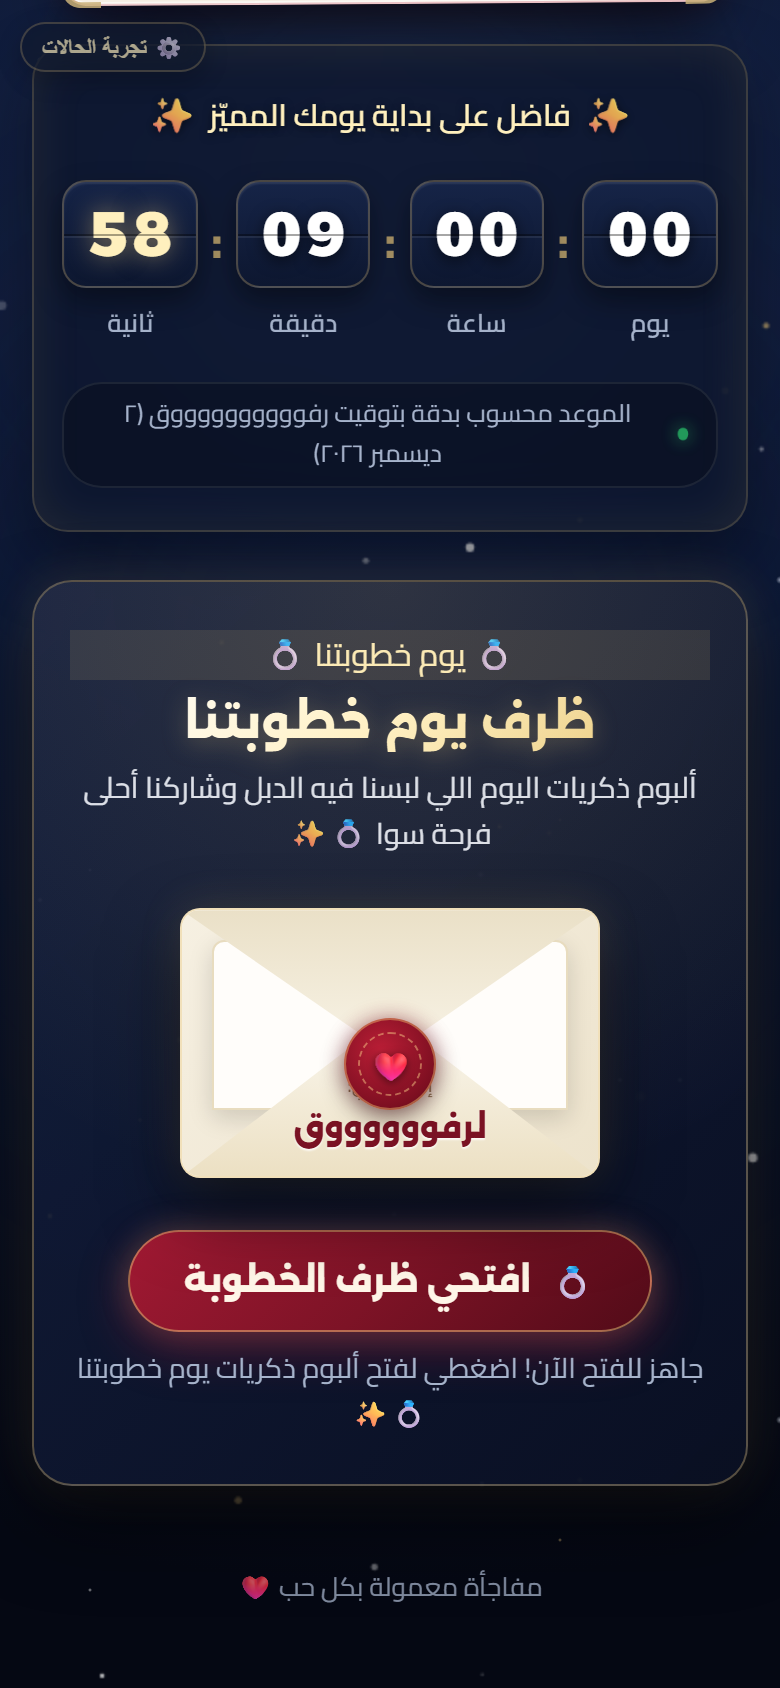 تجربة الحالات
فاضل على بداية يومك المميّز
00 : 00 : 09 : 58
يوم ساعة دقيقة ثانية
الموعد محسوب بدقة بتوقيت رفوووووووووووق (٢
ديسمبر ٢٠٢٦)
يوم خطوبتنا
ظرف يوم خطوبتنا
ألبوم ذكريات اليوم اللي لبسنا فيه الدبل وشاركنا أحلى
فرحة سوا
لرفوووووووق
افتحي ظرف الخطوبة
جاهز للفتح الآن! اضغطي لفتح ألبوم ذكريات يوم خطوبتنا
مفاجأة معمولة بكل حب